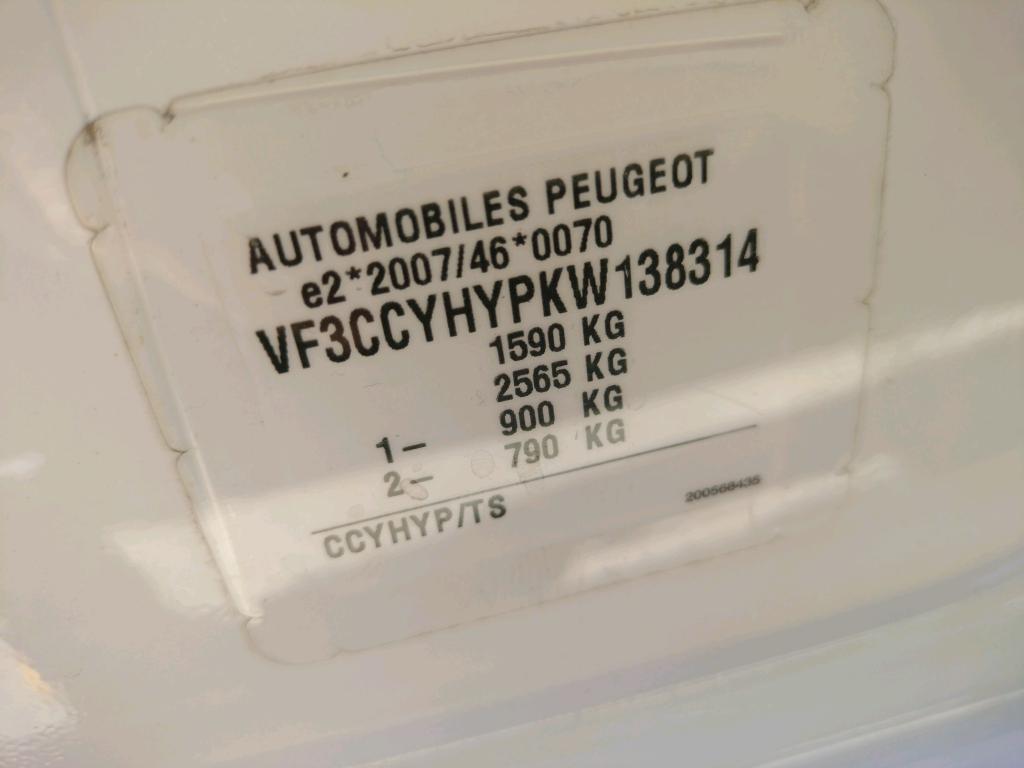 AUTOMOBILES PEUGEOT
e2*2007/46*0070
VF3CCYHYPKW138314
1590 KG
2565 KG
1- 900 KG
2- 790 KG
CCYHYP/TS 200568435